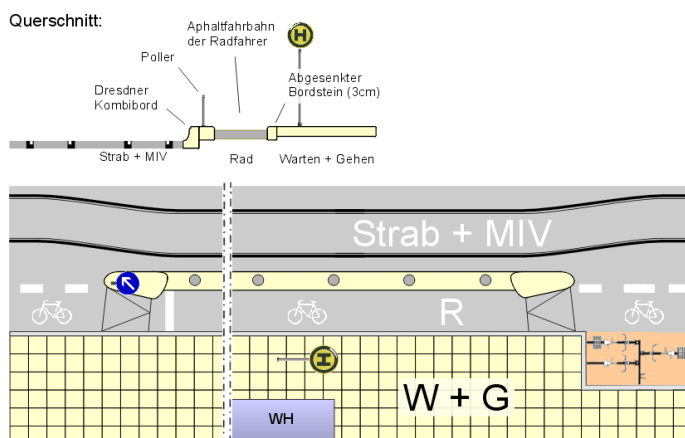 Querschnitt:
Aphaltfahrbahn
der Radfahrer
H
Poller
Abgesenkter
Bordstein (3cm)
Dresdner
Kombibord
Strab + MIV
Rad
Warten + Gehen
Strab + MIV
R
H
W + G
WH